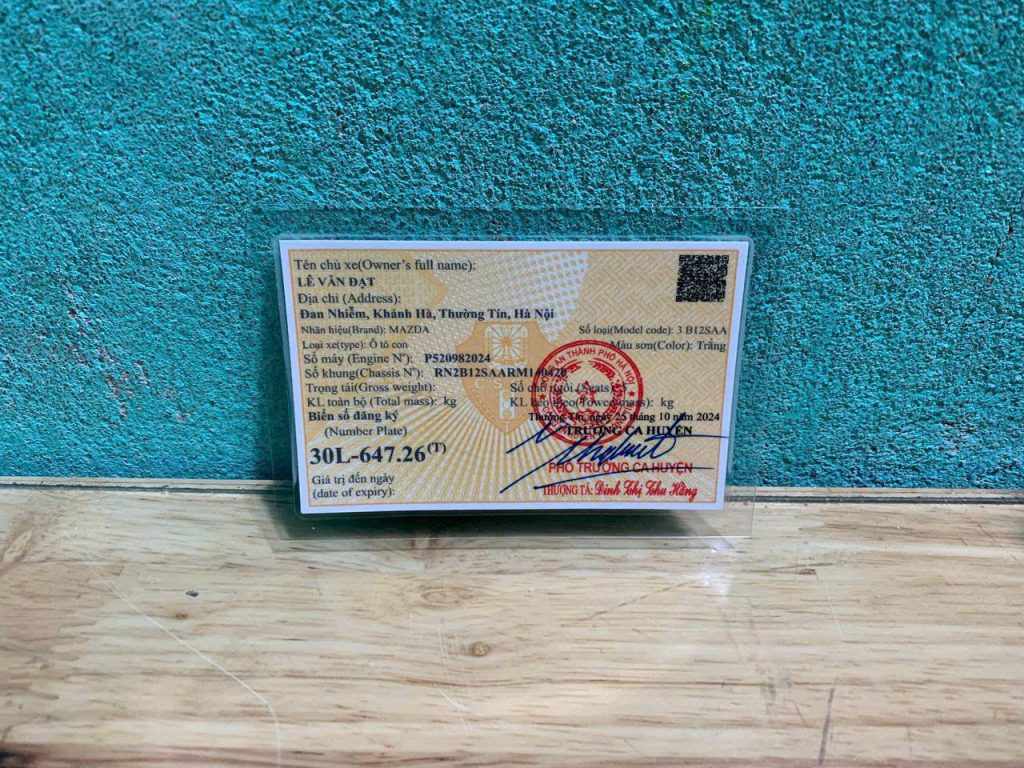 Tên chủ xe(Owner's full name):
LÊ VĂN ĐẠT
Địa chỉ (Address):
Đan Nhiễm, Khánh Hà, Thường Tín, Hà Nội
Nhãn hiệu(Brand): MAZDA Số loại(Model code): 3 B12SAA
Loại xe(type): Ô tô con Màu sơn(Color): Trắng
Số máy (Engine Nº): P520982024
Số khung(Chassis Nº): RN2B12SAARM140420
Trọng tải(Gross weight): Số chỗ ngồi (Seats):
KL toàn bộ (Total mass): kg KL kéo theo(Towed mass): kg
Biển số đăng ký Thường Tín, ngày 25 tháng 10 năm 2024
(Number Plate) TRƯỞNG CA HUYỆN
30L-647.26(T)
PHÓ TRƯỞNG CA HUYỆN
Giá trị đến ngày
(date of expiry):
THƯỢNG TÁ: Đinh Thị Thu Hằng